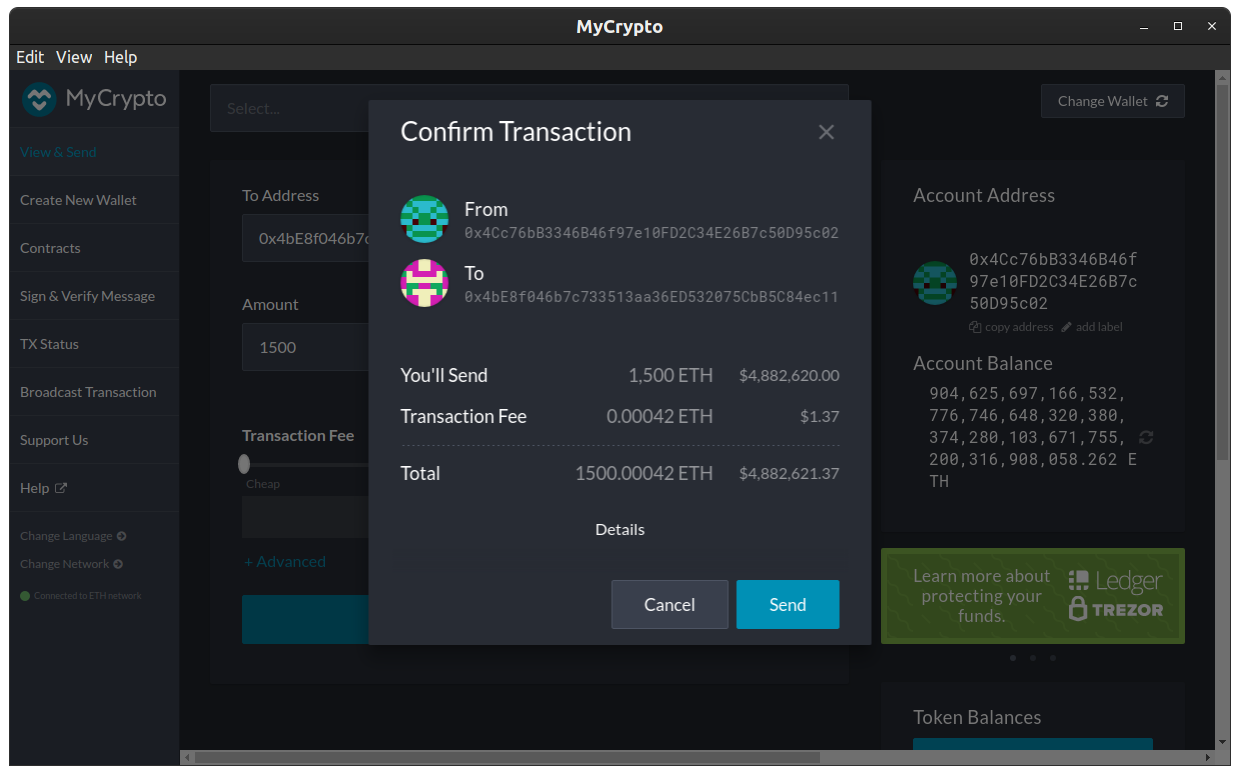 MyCrypto
Edit View Help
MyCrypto
View & Send
Create New Wallet
Contracts
Sign & Verify Message
TX Status
Broadcast Transaction
Support Us
Help
Change Language
Change Network
Connected to ETH network
Select...
Change Wallet
To Address
0x4bE8f046b7c
Amount
1500
Transaction Fee
Cheap
+ Advanced
Confirm Transaction
From
0x4Cc76bB3346B46f97e10FD2C34E26B7c50D95c02
To
0x4bE8f046b7c733513aa36ED532075CbB5C84ec11
You'll Send 1,500 ETH $4,882,620.00
Transaction Fee 0.00042 ETH $1.37
Total 1500.00042 ETH $4,882,621.37
Details
Cancel Send
Account Address
0x4Cc76bB3346B46f
97e10FD2C34E26B7c
50D95c02
copy address add label
Account Balance
904,625,697,166,532,
776,746,648,320,380,
374,280,103,671,755,
200,316,908,058.262 E
TH
Learn more about
protecting your
funds.
Ledger
TREZOR
Token Balances